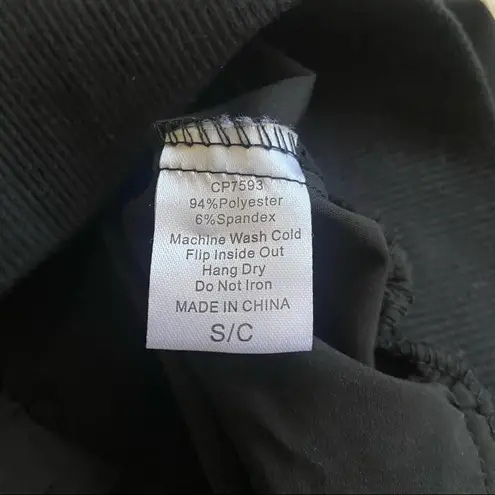 CP7593
94%Polyester
6%Spandex
Machine Wash Cold
Flip Inside Out
Hang Dry
Do Not Iron
MADE IN CHINA
S/C